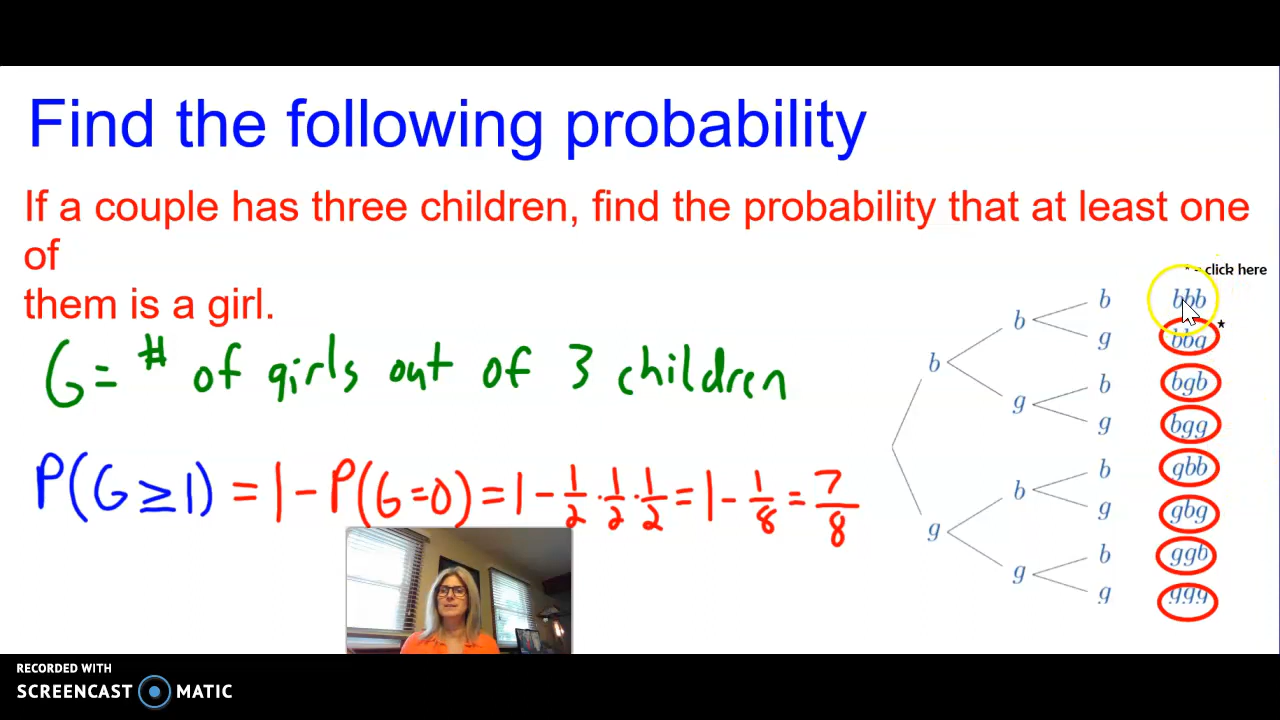 Find the following probability
If a couple has three children, find the probability that at least one
of
them is a girl.
G = # of girls out of 3 children
P(G ≥ 1) = 1 - P(G = 0) = 1 - 1/2 · 1/2 · 1/2 = 1 - 1/8 = 7/8
* - click here
b
g
b
g
b
g
b
g
b
g
b
g
b
g
bbb
*
bbg
bgb
bgg
gbb
gbg
ggb
ggg
RECORDED WITH
SCREENCAST MATIC